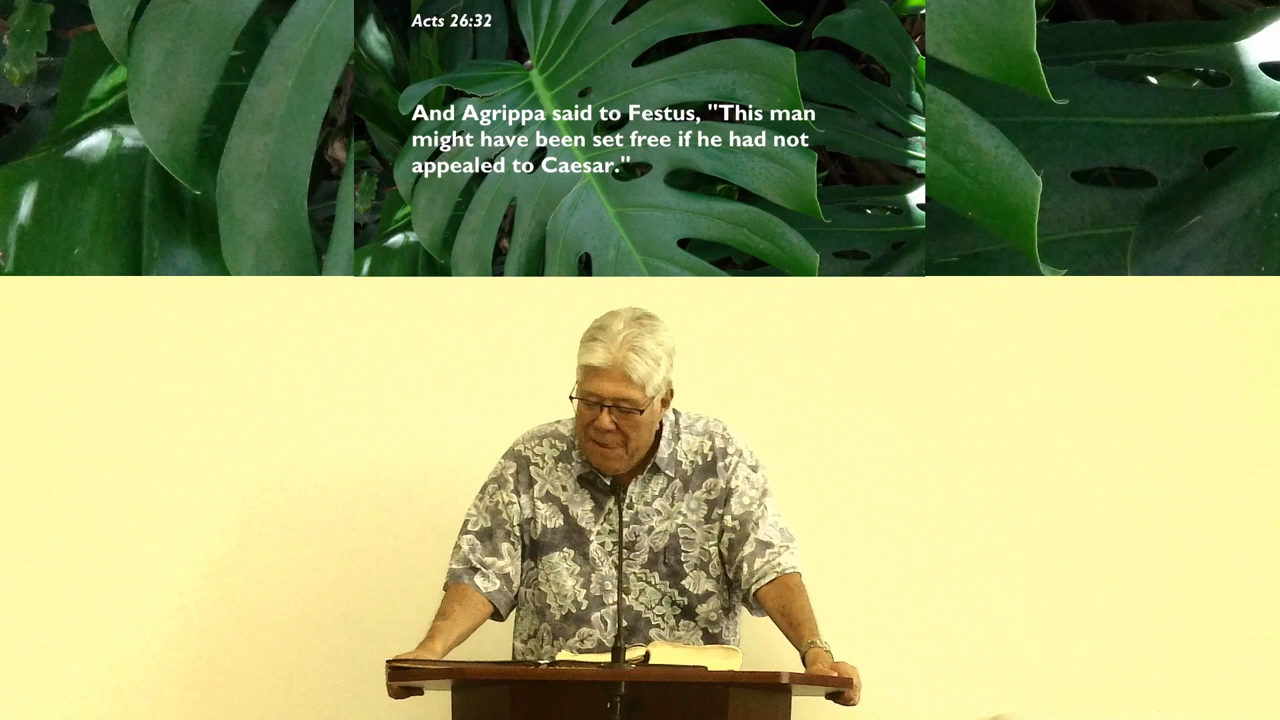 Acts 26:32
And Agrippa said to Festus, "This man
might have been set free if he had not
appealed to Caesar."